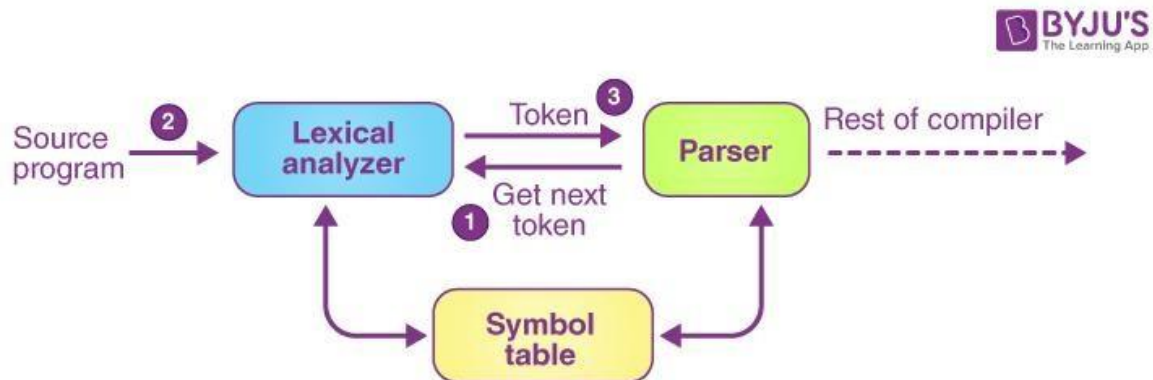 BYJU'S
The Learning App
Source
program
2
Lexical
analyzer
Token
3
Get next
token
1
Parser
Rest of compiler
Symbol
table